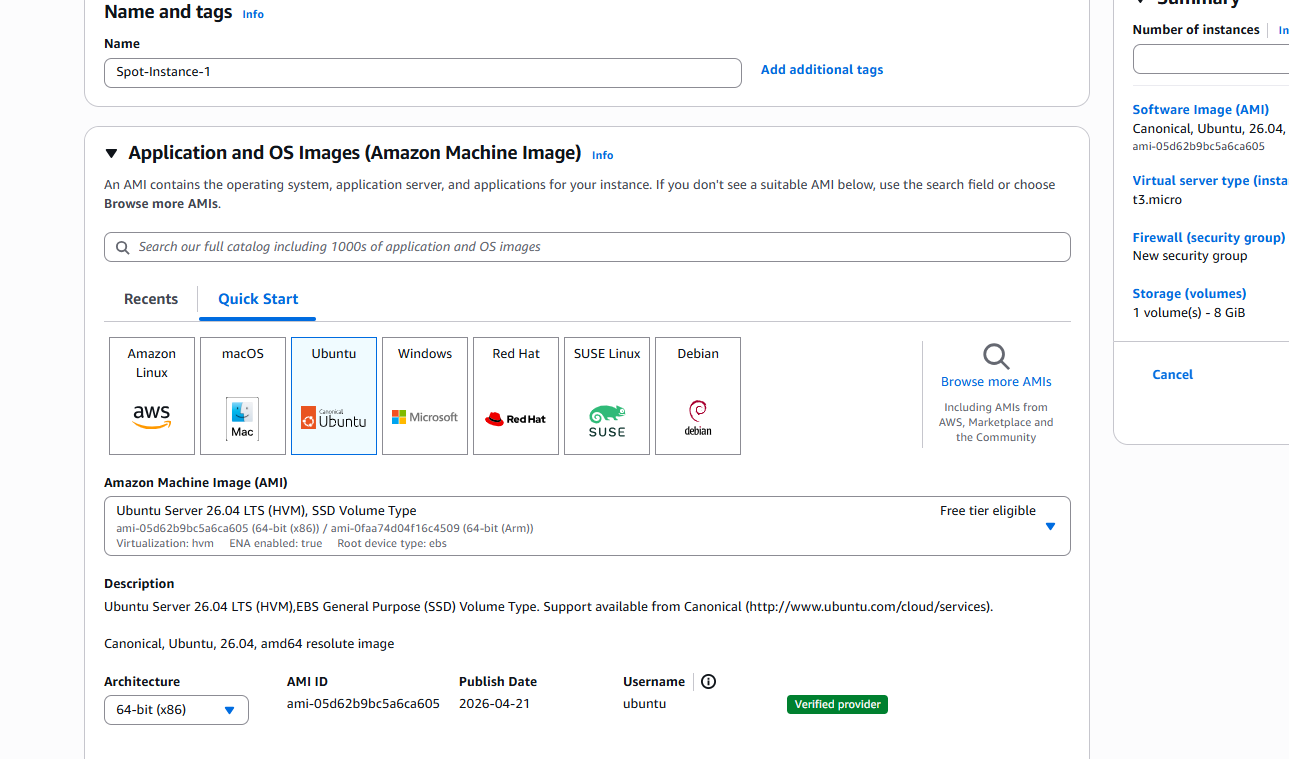 Name and tags Info
Name
Spot-Instance-1
Add additional tags
Application and OS Images (Amazon Machine Image) Info
An AMI contains the operating system, application server, and applications for your instance. If you don't see a suitable AMI below, use the search field or choose
Browse more AMIs.
Search our full catalog including 1000s of application and OS images
Recents
Quick Start
Amazon
Linux
aws
macOS
Mac
Ubuntu
Canonical
Ubuntu
Windows
Microsoft
Red Hat
Red Hat
SUSE Linux
SUSE
Debian
debian
Browse more AMIs
Including AMIs from
AWS, Marketplace and
the Community
Amazon Machine Image (AMI)
Ubuntu Server 26.04 LTS (HVM), SSD Volume Type
Free tier eligible
ami-05d62b9bc5a6ca605 (64-bit (x86)) / ami-0faa74d04f16c4509 (64-bit (Arm))
Virtualization: hvm ENA enabled: true Root device type: ebs
Description
Ubuntu Server 26.04 LTS (HVM),EBS General Purpose (SSD) Volume Type. Support available from Canonical (http://www.ubuntu.com/cloud/services).
Canonical, Ubuntu, 26.04, amd64 resolute image
Architecture
64-bit (x86)
AMI ID
ami-05d62b9bc5a6ca605
Publish Date
2026-04-21
Username
ubuntu
Verified provider
Summary
Number of instances
Software Image (AMI)
Canonical, Ubuntu, 26.04,
ami-05d62b9bc5a6ca605
Virtual server type (insta
t3.micro
Firewall (security group)
New security group
Storage (volumes)
1 volume(s) - 8 GiB
Cancel